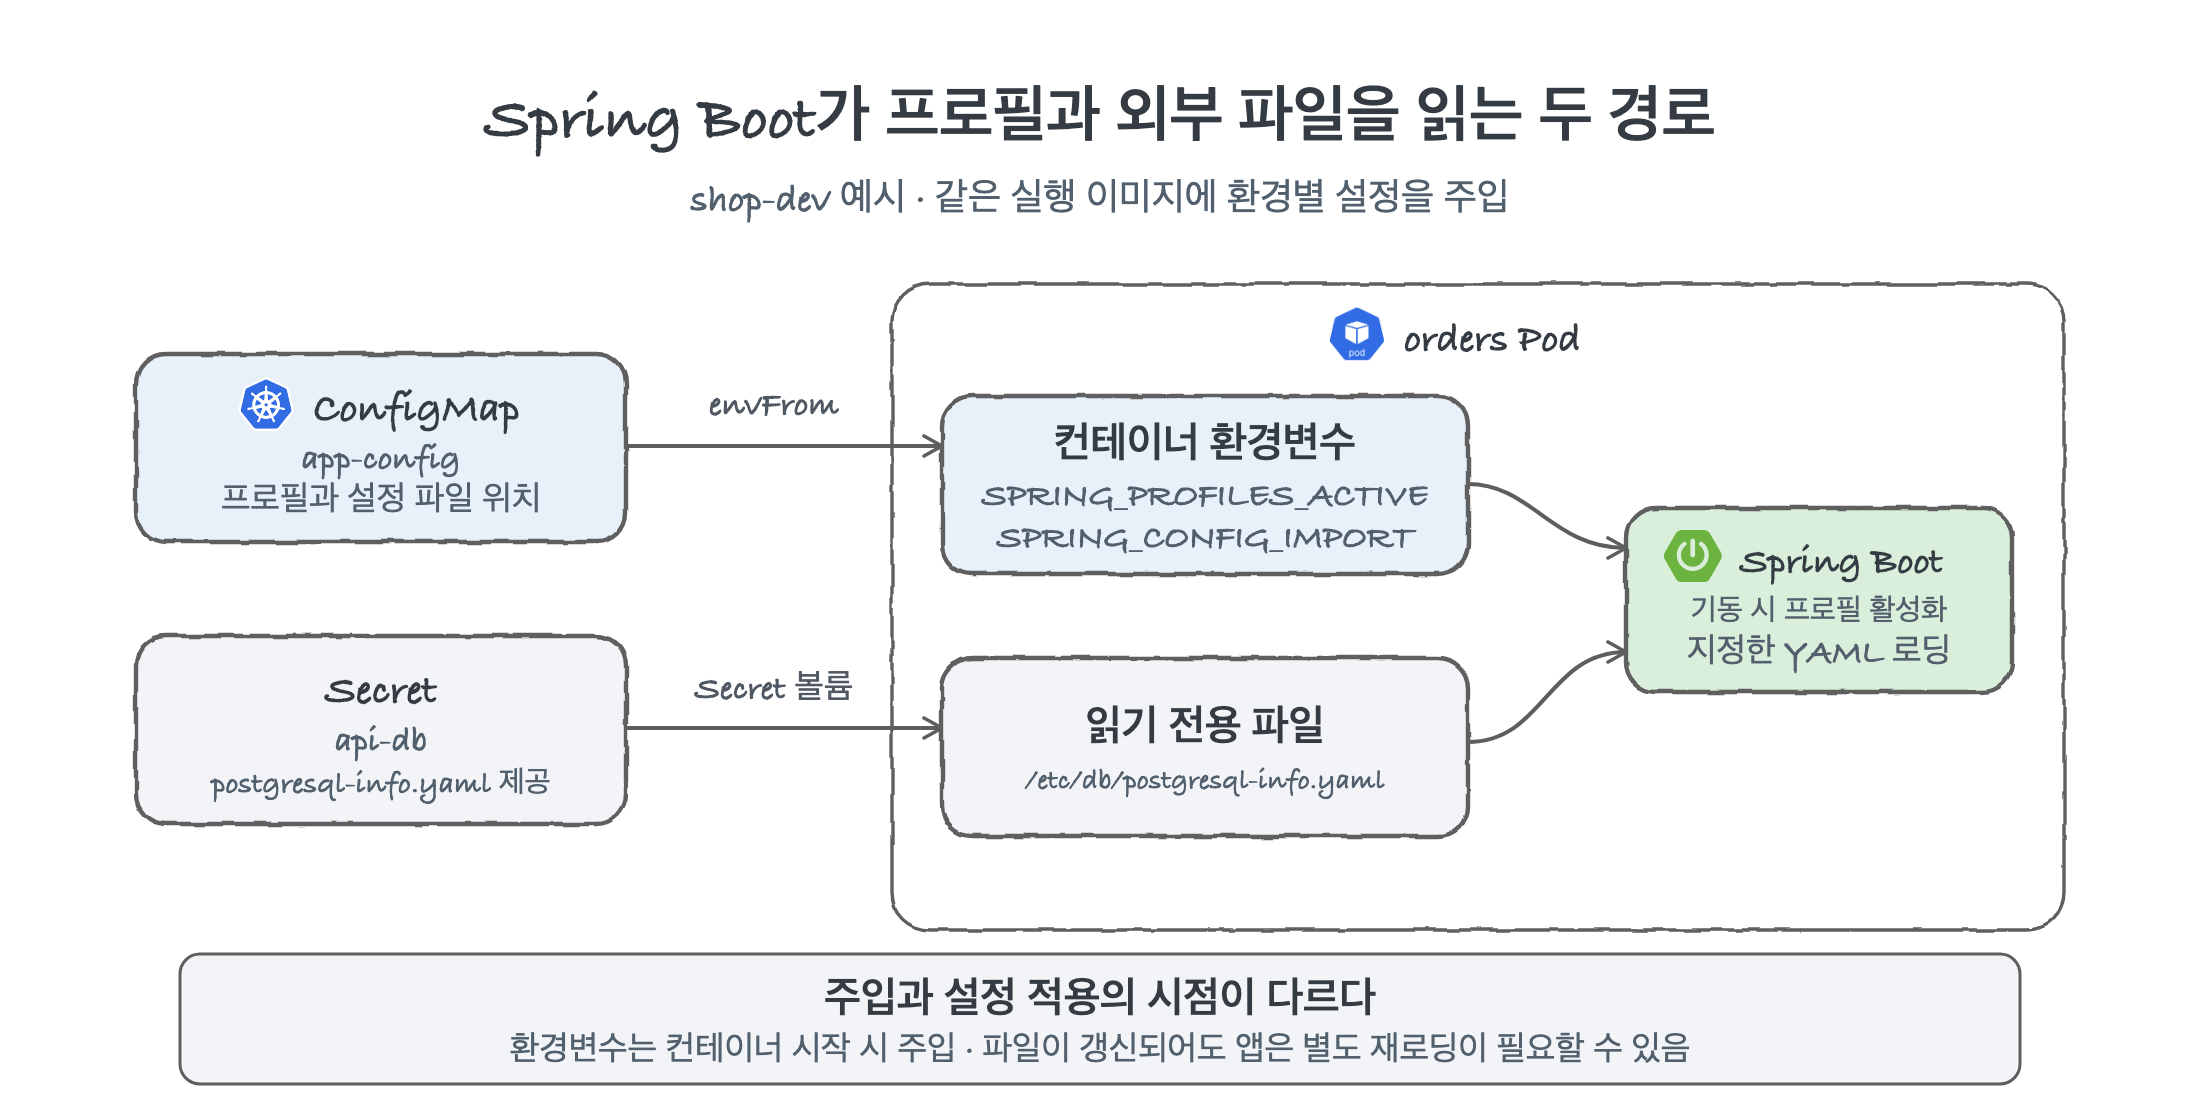 Spring Boot가 프로필과 외부 파일을 읽는 두 경로
shop-dev 예시 · 같은 실행 이미지에 환경별 설정을 주입
pod
orders Pod
ConfigMap
app-config
프로필과 설정 파일 위치
envFrom
컨테이너 환경변수
SPRING_PROFILES_ACTIVE
SPRING_CONFIG_IMPORT
Spring Boot
기동 시 프로필 활성화
지정한 YAML 로딩
Secret
api-db
postgresql-info.yaml 제공
Secret 볼륨
읽기 전용 파일
/etc/db/postgresql-info.yaml
주입과 설정 적용의 시점이 다르다
환경변수는 컨테이너 시작 시 주입 · 파일이 갱신되어도 앱은 별도 재로딩이 필요할 수 있음